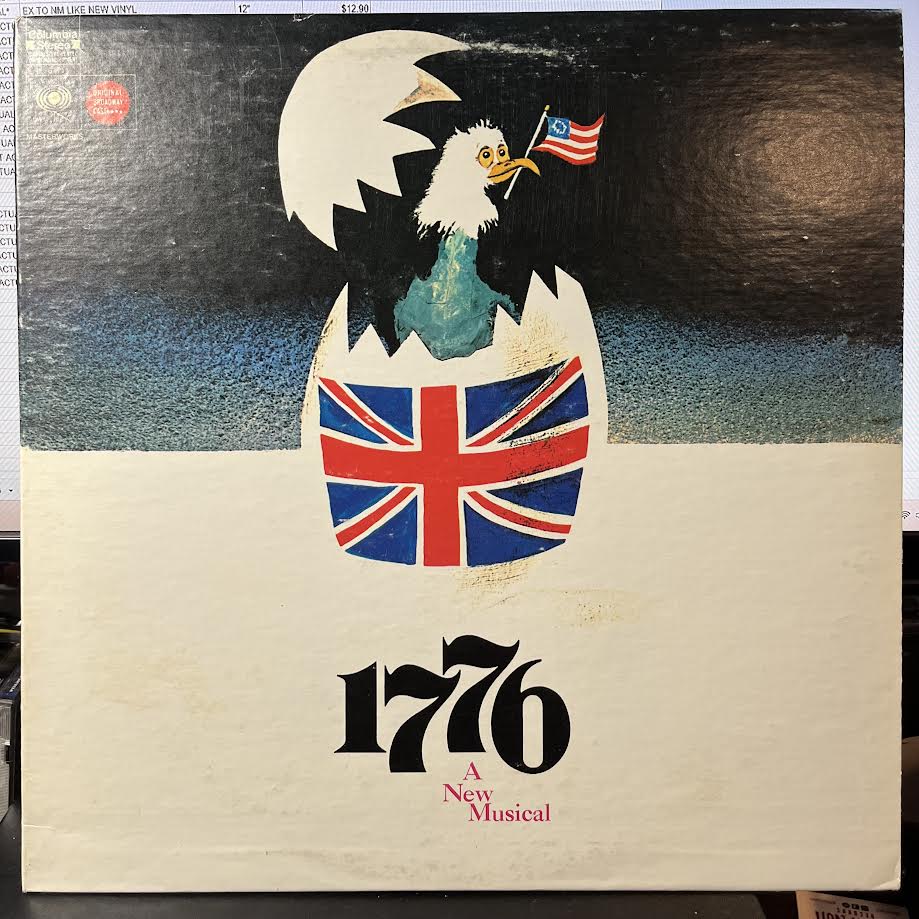 EX TO NM LIKE NEW VINYL 12" $12.90
Columbia
Stereo
ORIGINAL
BROADWAY
CAST
MASTERWORKS
1776
A
New
Musical